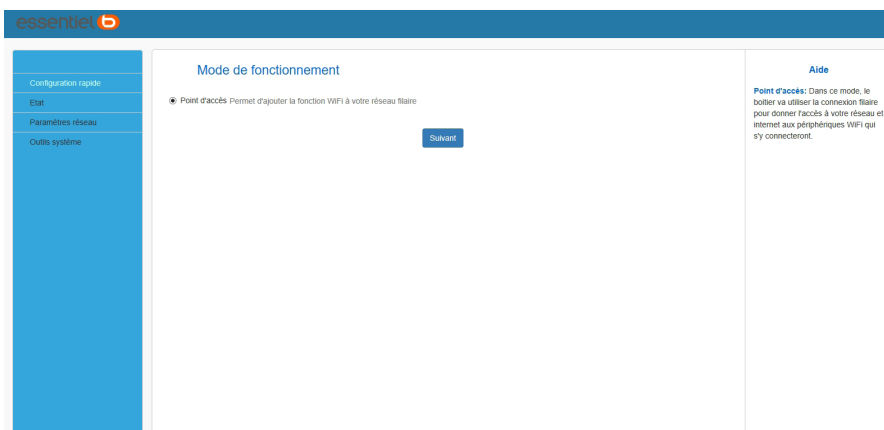 essentiel b
Configuration rapide
Etat
Paramètres réseau
Outils système
Mode de fonctionnement
Point d'accès Permet d'ajouter la fonction WiFi à votre réseau filaire
Suivant
Aide
Point d'accès: Dans ce mode, le
boitier va utiliser la connexion filaire
pour donner l'accès à votre réseau et
internet aux périphériques WiFi qui
s'y connecteront.